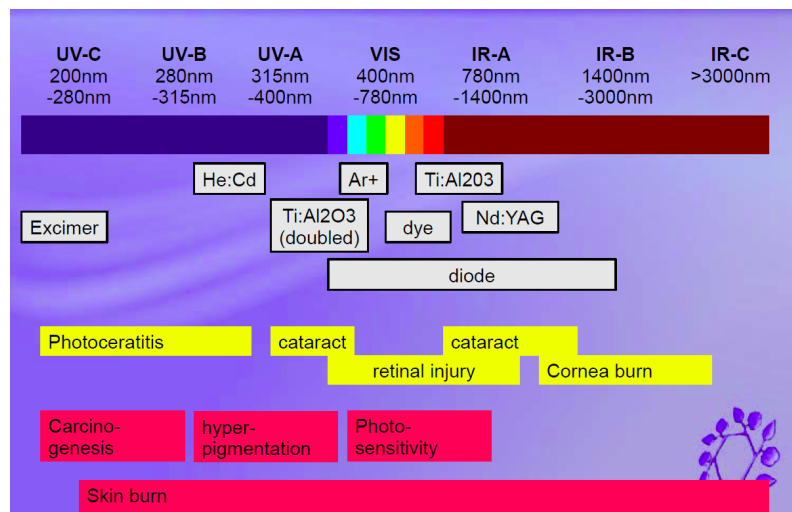 UV-C UV-B UV-A VIS IR-A IR-B IR-C
200nm 280nm 315nm 400nm 780nm 1400nm >3000nm
-280nm -315nm -400nm -780nm -1400nm -3000nm
He:Cd Ar+ Ti:Al203
Excimer Ti:Al2O3 dye Nd:YAG
(doubled)
diode
Photoceratitis cataract cataract
retinal injury Cornea burn
Carcino- hyper- Photo-
genesis pigmentation sensitivity
Skin burn